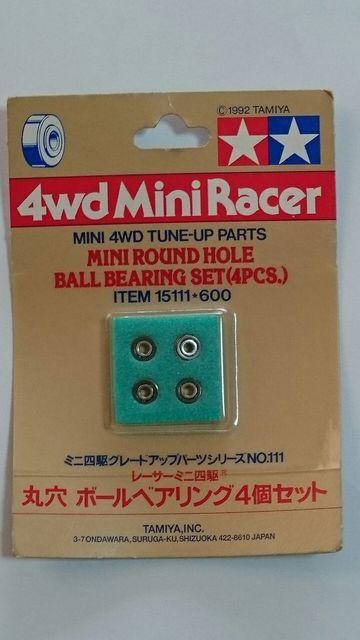 ©1992 TAMIYA
4wd Mini Racer
MINI 4WD TUNE-UP PARTS
MINI ROUND HOLE
BALL BEARING SET(4PCS.)
ITEM 15111★600
ミニ四駆グレードアップパーツシリーズNO.111
レーサーミニ四駆®
丸穴 ボールベアリング4個セット
TAMIYA,INC.
3-7 ONDAWARA, SURUGA-KU, SHIZUOKA 422-8610 JAPAN